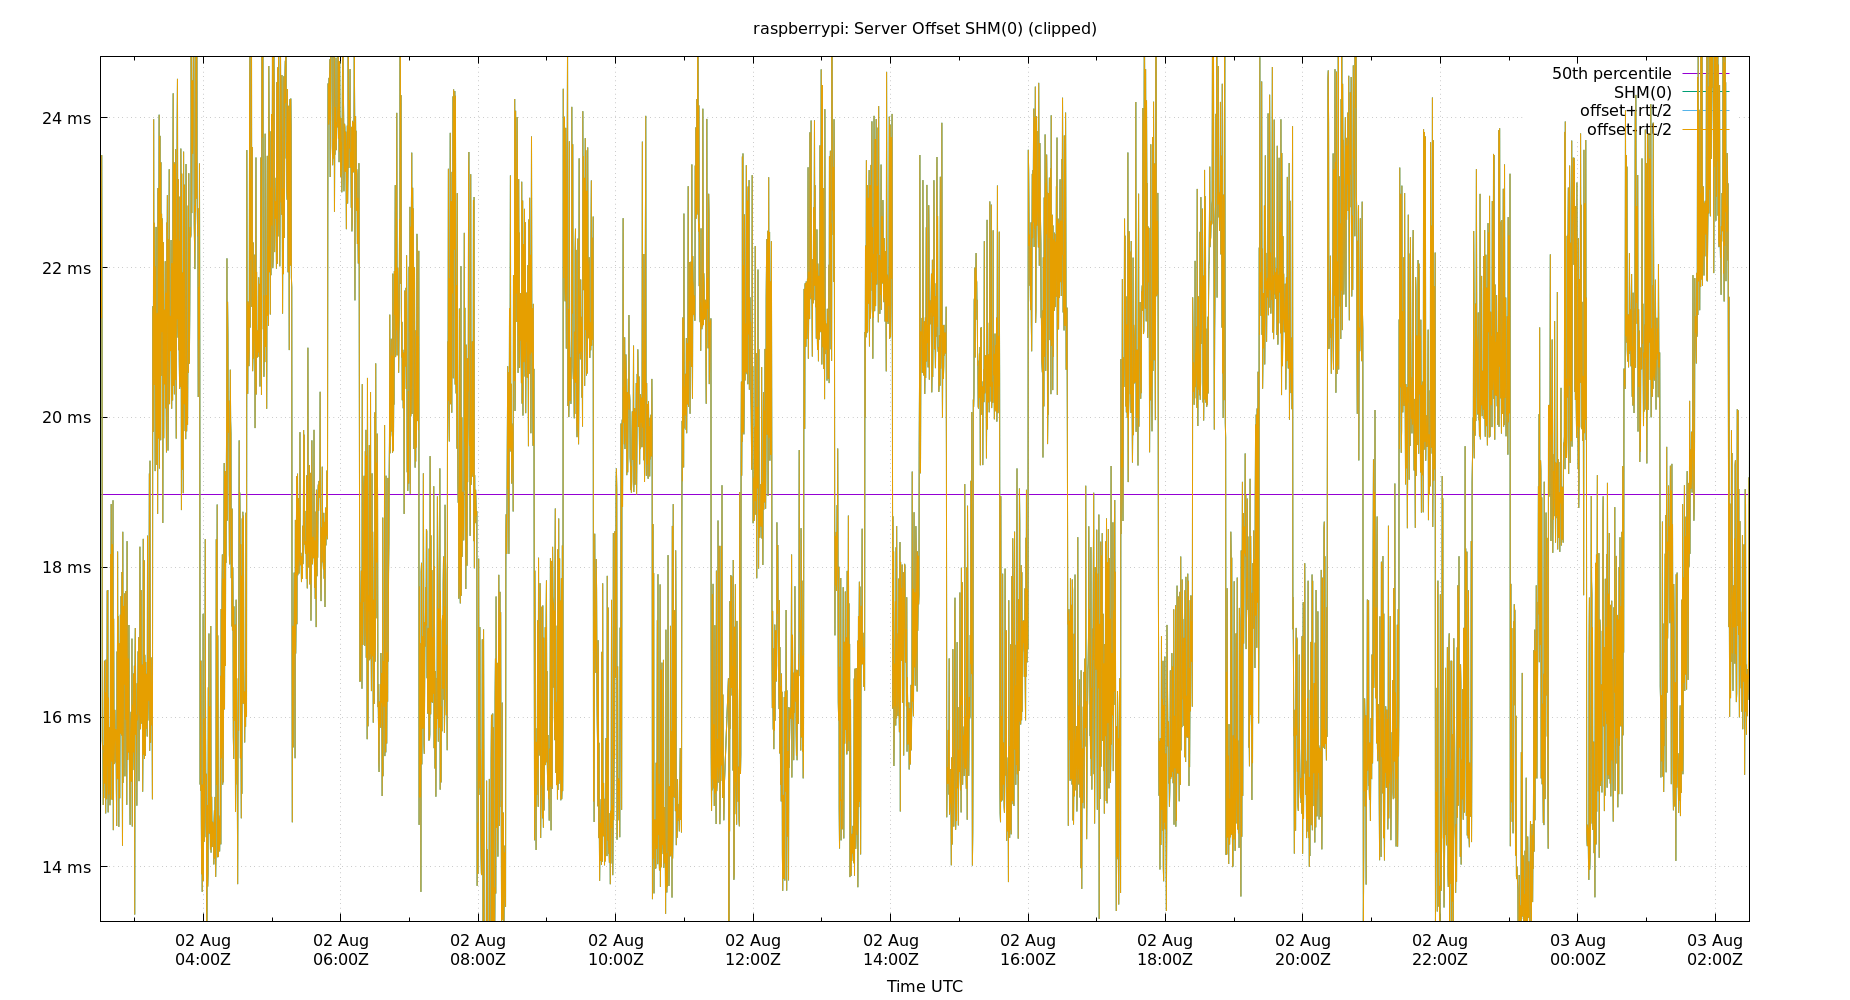 raspberrypi: Server Offset SHM(0) (clipped)
50th percentile
SHM(0)
offset+rtt/2
offset-rtt/2
24 ms
22 ms
20 ms
18 ms
16 ms
14 ms
02 Aug 02 Aug 02 Aug 02 Aug 02 Aug 02 Aug 02 Aug 02 Aug 02 Aug 02 Aug 03 Aug 03 Aug
04:00Z 06:00Z 08:00Z 10:00Z 12:00Z 14:00Z 16:00Z 18:00Z 20:00Z 22:00Z 00:00Z 02:00Z
Time UTC